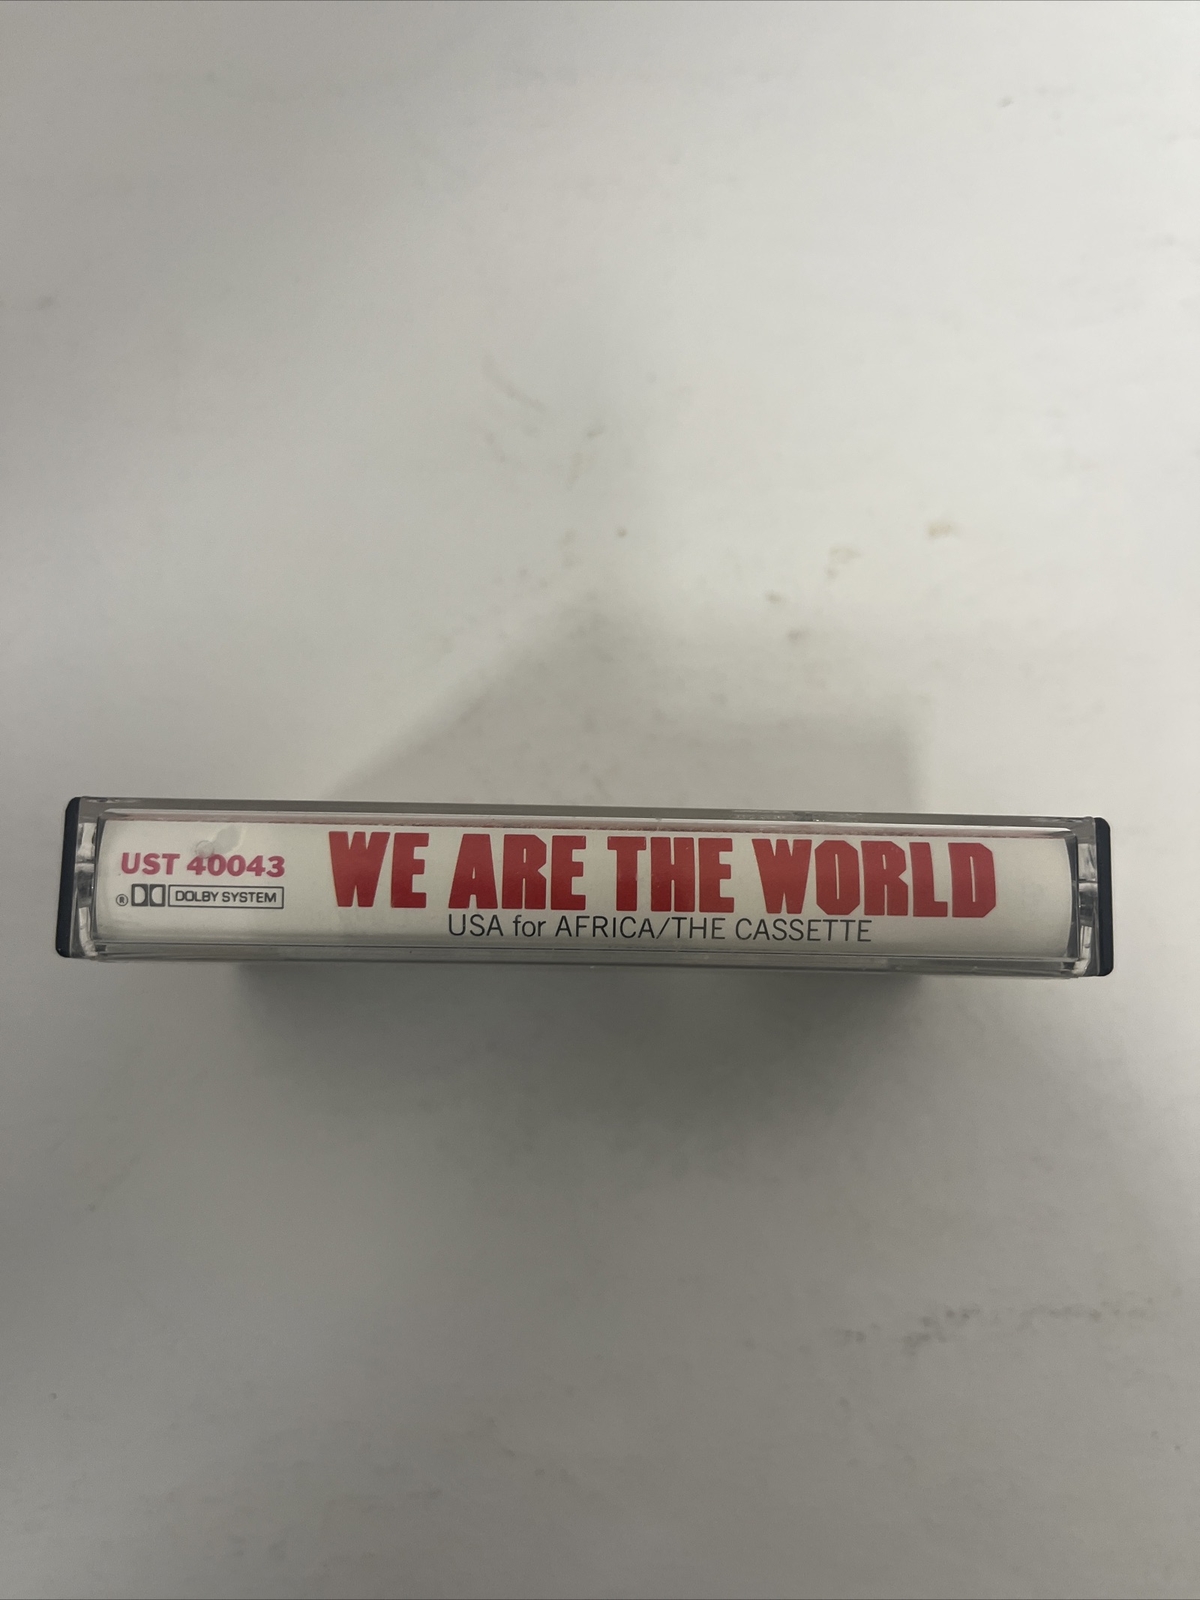 UST 40043
® DOLBY SYSTEM
WE ARE THE WORLD
USA for AFRICA/THE CASSETTE